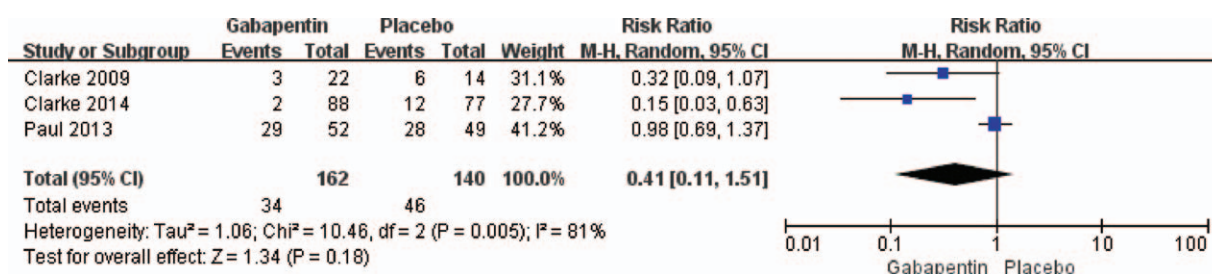 Gabapentin Placebo Risk Ratio Risk Ratio
Study or Subgroup Events Total Events Total Weight M-H, Random, 95% CI M-H, Random, 95% CI
Clarke 2009 3 22 6 14 31.1% 0.32 [0.09, 1.07]
Clarke 2014 2 88 12 77 27.7% 0.15 [0.03, 0.63]
Paul 2013 29 52 28 49 41.2% 0.98 [0.69, 1.37]
Total (95% CI) 162 140 100.0% 0.41 [0.11, 1.51]
Total events 34 46
Heterogeneity: Tau² = 1.06; Chi² = 10.46, df = 2 (P = 0.005); I² = 81%
Test for overall effect: Z = 1.34 (P = 0.18)
0.01 0.1 1 10 100
Gabapentin Placebo